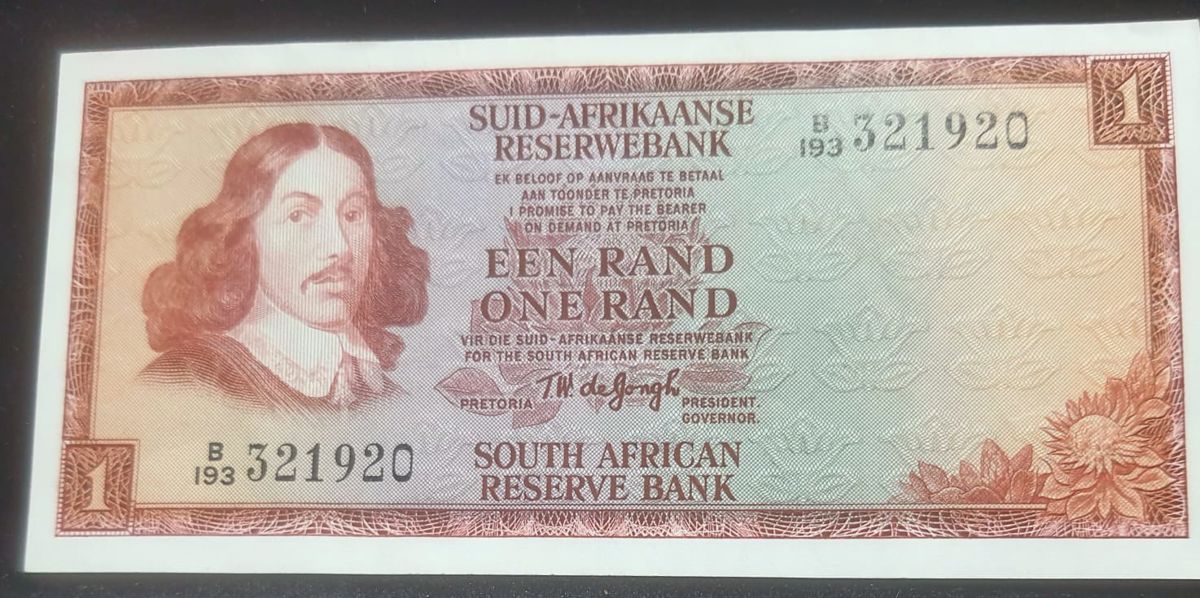 1
SUID-AFRIKAANSE
RESERWEBANK
B
193 321920
EK BELOOF OP AANVRAAG TE BETAAL
AAN TOONDER TE PRETORIA
I PROMISE TO PAY THE BEARER
ON DEMAND AT PRETORIA
EEN RAND
ONE RAND
VIR DIE SUID-AFRIKAANSE RESERWEBANK
FOR THE SOUTH AFRICAN RESERVE BANK
T.W. de Jongh
PRETORIA PRESIDENT.
GOVERNOR.
B
193 321920
SOUTH AFRICAN
RESERVE BANK
1